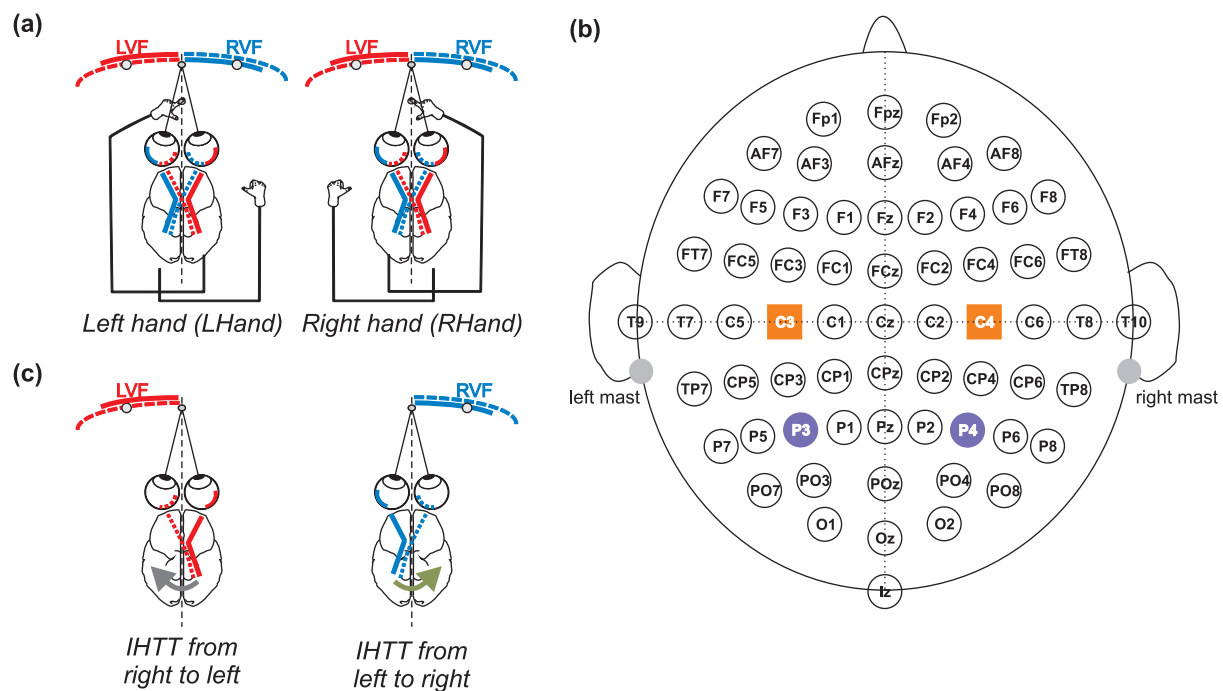 (a)
LVF RVF LVF RVF
Left hand (LHand) Right hand (RHand)
(b)
Fp1 Fpz Fp2
AF7 AF3 AFz AF4 AF8
F7 F5 F3 F1 Fz F2 F4 F6 F8
FT7 FC5 FC3 FC1 FCz FC2 FC4 FC6 FT8
T9 T7 C5 C3 C1 Cz C2 C4 C6 T8 T10
left mast TP7 CP5 CP3 CP1 CPz CP2 CP4 CP6 TP8 right mast
P7 P5 P3 P1 Pz P2 P4 P6 P8
PO7 PO3 POz PO4 PO8
O1 Oz O2
Iz
(c)
LVF RVF
IHTT from
right to left
IHTT from
left to right